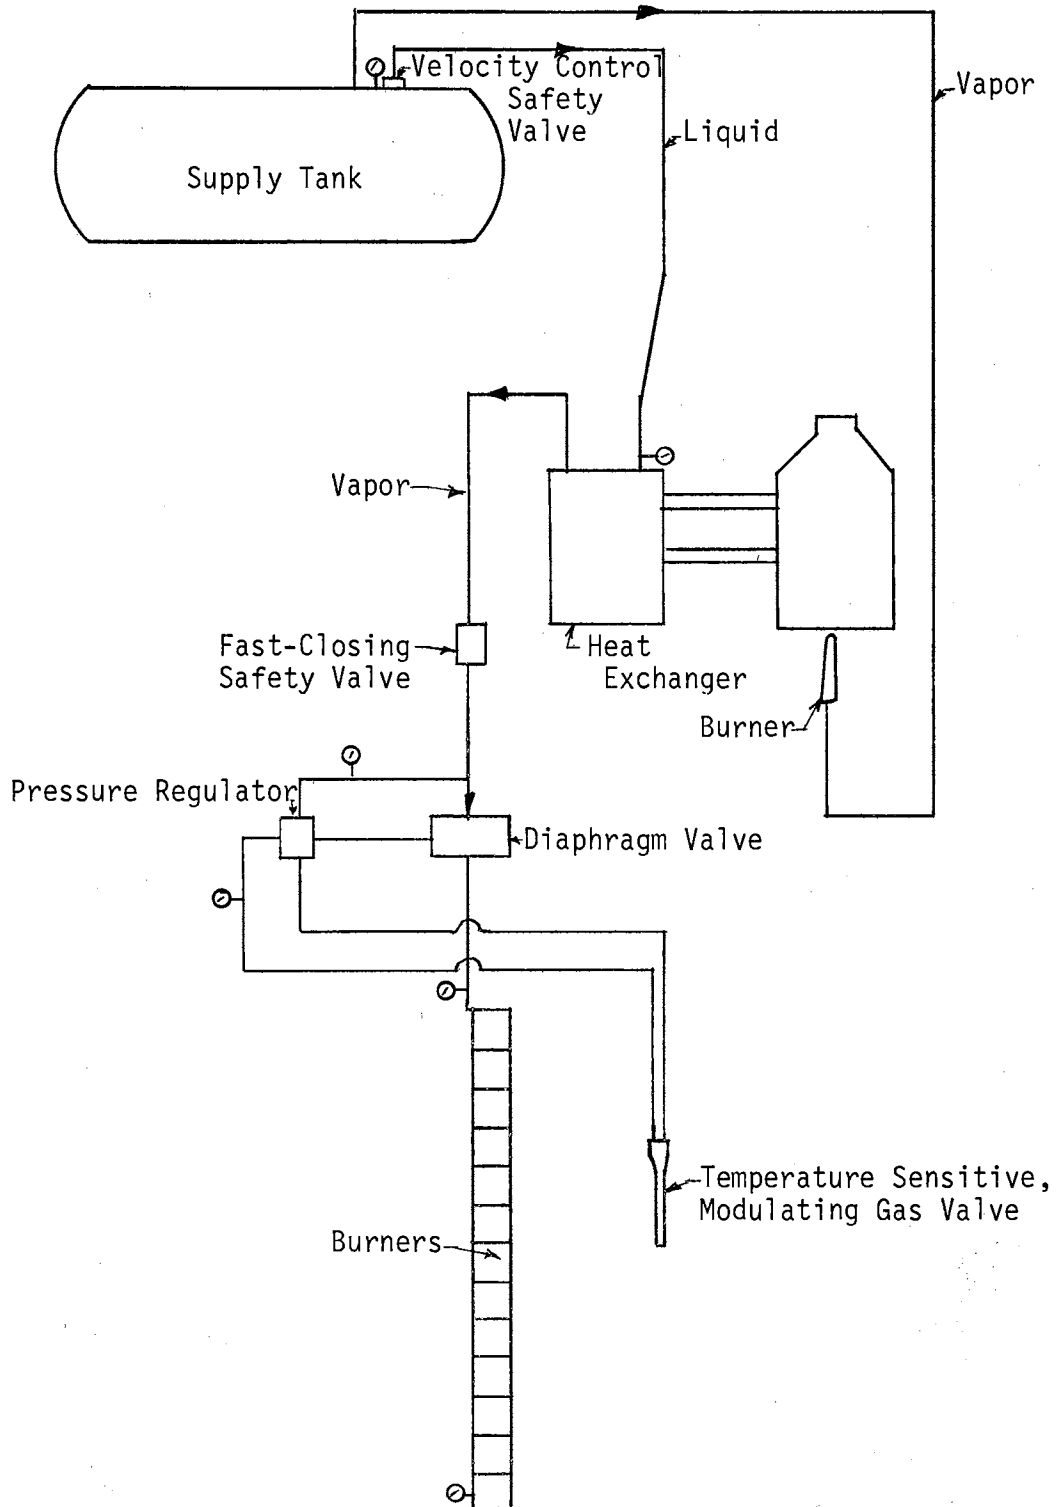 Velocity Control
Safety
Valve
Vapor
Liquid
Supply Tank
Vapor
Fast-Closing
Safety Valve
Heat
Exchanger
Burner
Pressure Regulator
Diaphragm Valve
Temperature Sensitive,
Modulating Gas Valve
Burners